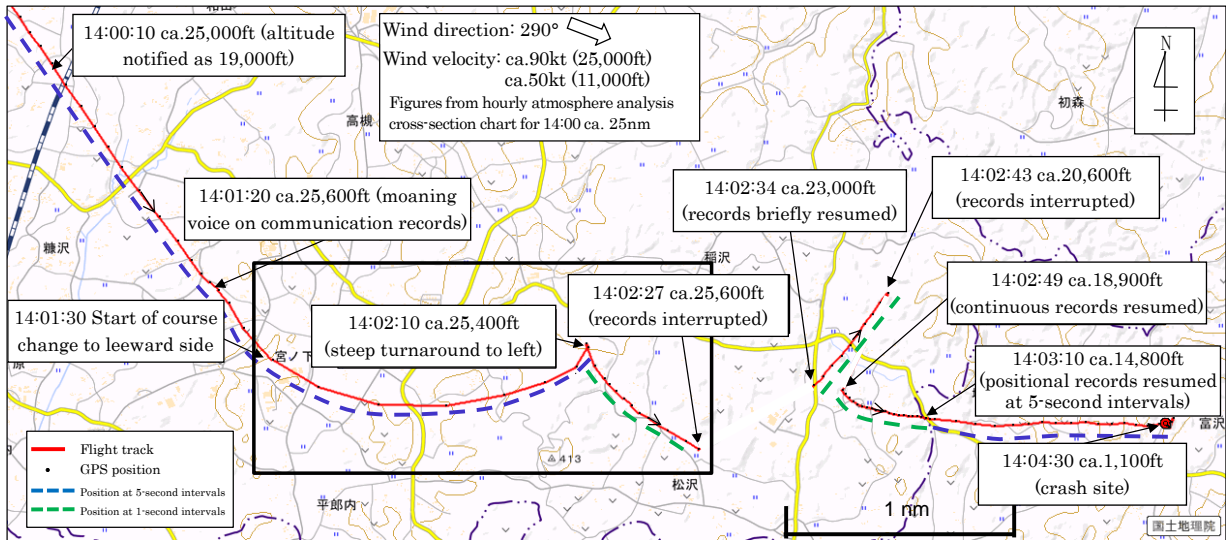 和田
14:00:10 ca.25,000ft (altitude
notified as 19,000ft)
Wind direction: 290°
Wind velocity: ca.90kt (25,000ft)
ca.50kt (11,000ft)
Figures from hourly atmosphere analysis
cross-section chart for 14:00 ca. 25nm
N
初森
高槻
14:01:20 ca.25,600ft (moaning
voice on communication records)
14:02:34 ca.23,000ft
(records briefly resumed)
14:02:43 ca.20,600ft
(records interrupted)
糠沢
稲沢
14:01:30 Start of course
change to leeward side
14:02:10 ca.25,400ft
(steep turnaround to left)
14:02:27 ca.25,600ft
(records interrupted)
14:02:49 ca.18,900ft
(continuous records resumed)
宮ノ下
原
14:03:10 ca.14,800ft
(positional records resumed
at 5-second intervals)
富沢
Flight track
GPS position
Position at 5-second intervals
Position at 1-second intervals
413
松沢
平郎内
14:04:30 ca.1,100ft
(crash site)
1 nm
国土地理院